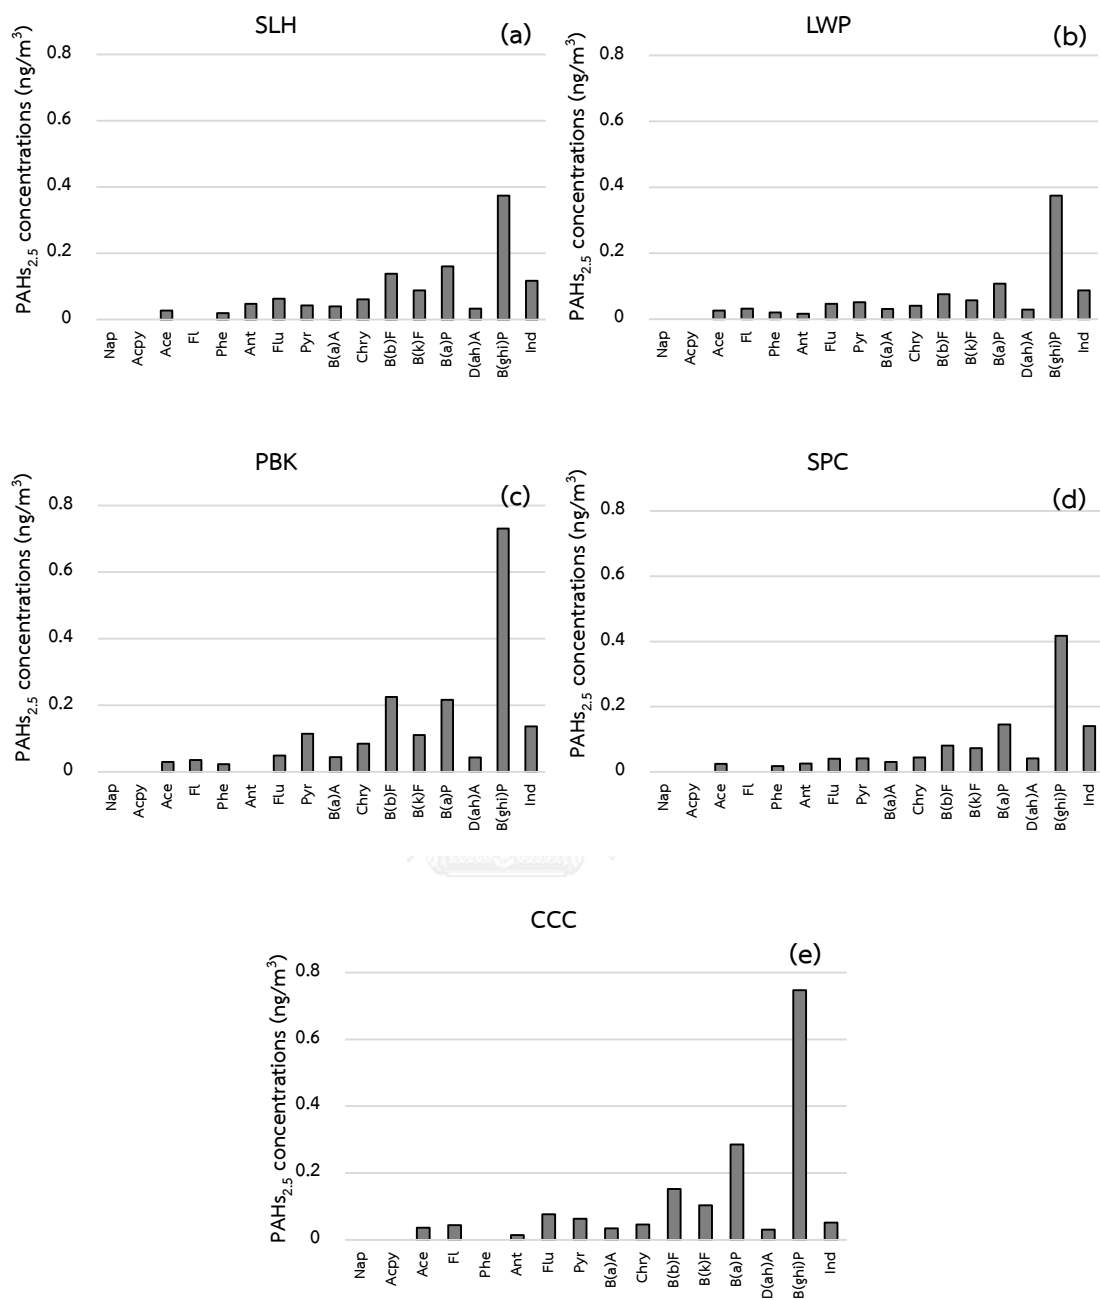 SLH
(a)
PAHs2.5 concentrations (ng/m3)
0.8
0.6
0.4
0.2
0
Nap
Acpy
Ace
Fl
Phe
Ant
Flu
Pyr
B(a)A
Chry
B(b)F
B(k)F
B(a)P
D(ah)A
B(ghi)P
Ind
LWP
(b)
PAHs2.5 concentrations (ng/m3)
0.8
0.6
0.4
0.2
0
Nap
Acpy
Ace
Fl
Phe
Ant
Flu
Pyr
B(a)A
Chry
B(b)F
B(k)F
B(a)P
D(ah)A
B(ghi)P
Ind
PBK
(c)
PAHs2.5 concentrations (ng/m3)
0.8
0.6
0.4
0.2
0
Nap
Acpy
Ace
Fl
Phe
Ant
Flu
Pyr
B(a)A
Chry
B(b)F
B(k)F
B(a)P
D(ah)A
B(ghi)P
Ind
SPC
(d)
PAHs2.5 concentrations (ng/m3)
0.8
0.6
0.4
0.2
0
Nap
Acpy
Ace
Fl
Phe
Ant
Flu
Pyr
B(a)A
Chry
B(b)F
B(k)F
B(a)P
D(ah)A
B(ghi)P
Ind
CCC
(e)
PAHs2.5 concentrations (ng/m3)
0.8
0.6
0.4
0.2
0
Nap
Acpy
Ace
Fl
Phe
Ant
Flu
Pyr
B(a)A
Chry
B(b)F
B(k)F
B(a)P
D(ah)A
B(ghi)P
Ind